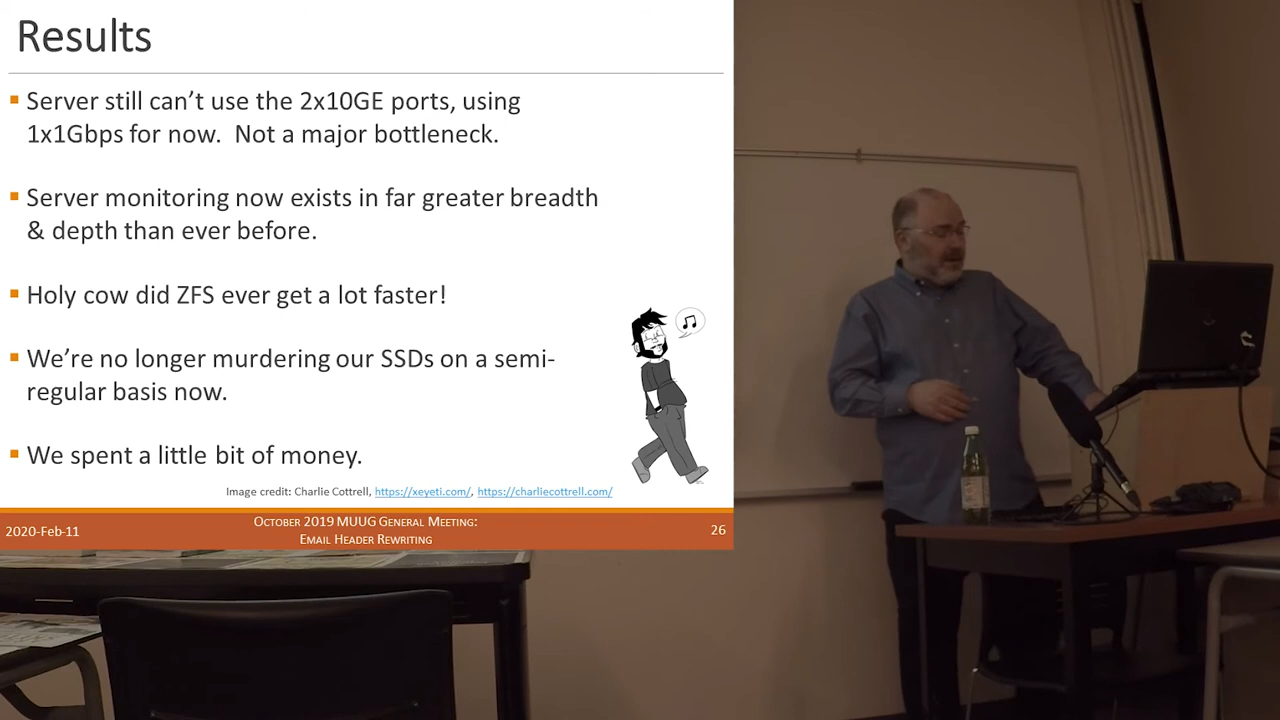 Results
Server still can't use the 2x10GE ports, using
1x1Gbps for now.  Not a major bottleneck.
Server monitoring now exists in far greater breadth
& depth than ever before.
Holy cow did ZFS ever get a lot faster!
We're no longer murdering our SSDs on a semi-
regular basis now.
We spent a little bit of money.
Image credit: Charlie Cottrell, https://xeyeti.com/, https://charliecottrell.com/
2020-Feb-11
October 2019 MUUG General Meeting:
Email Header Rewriting
26